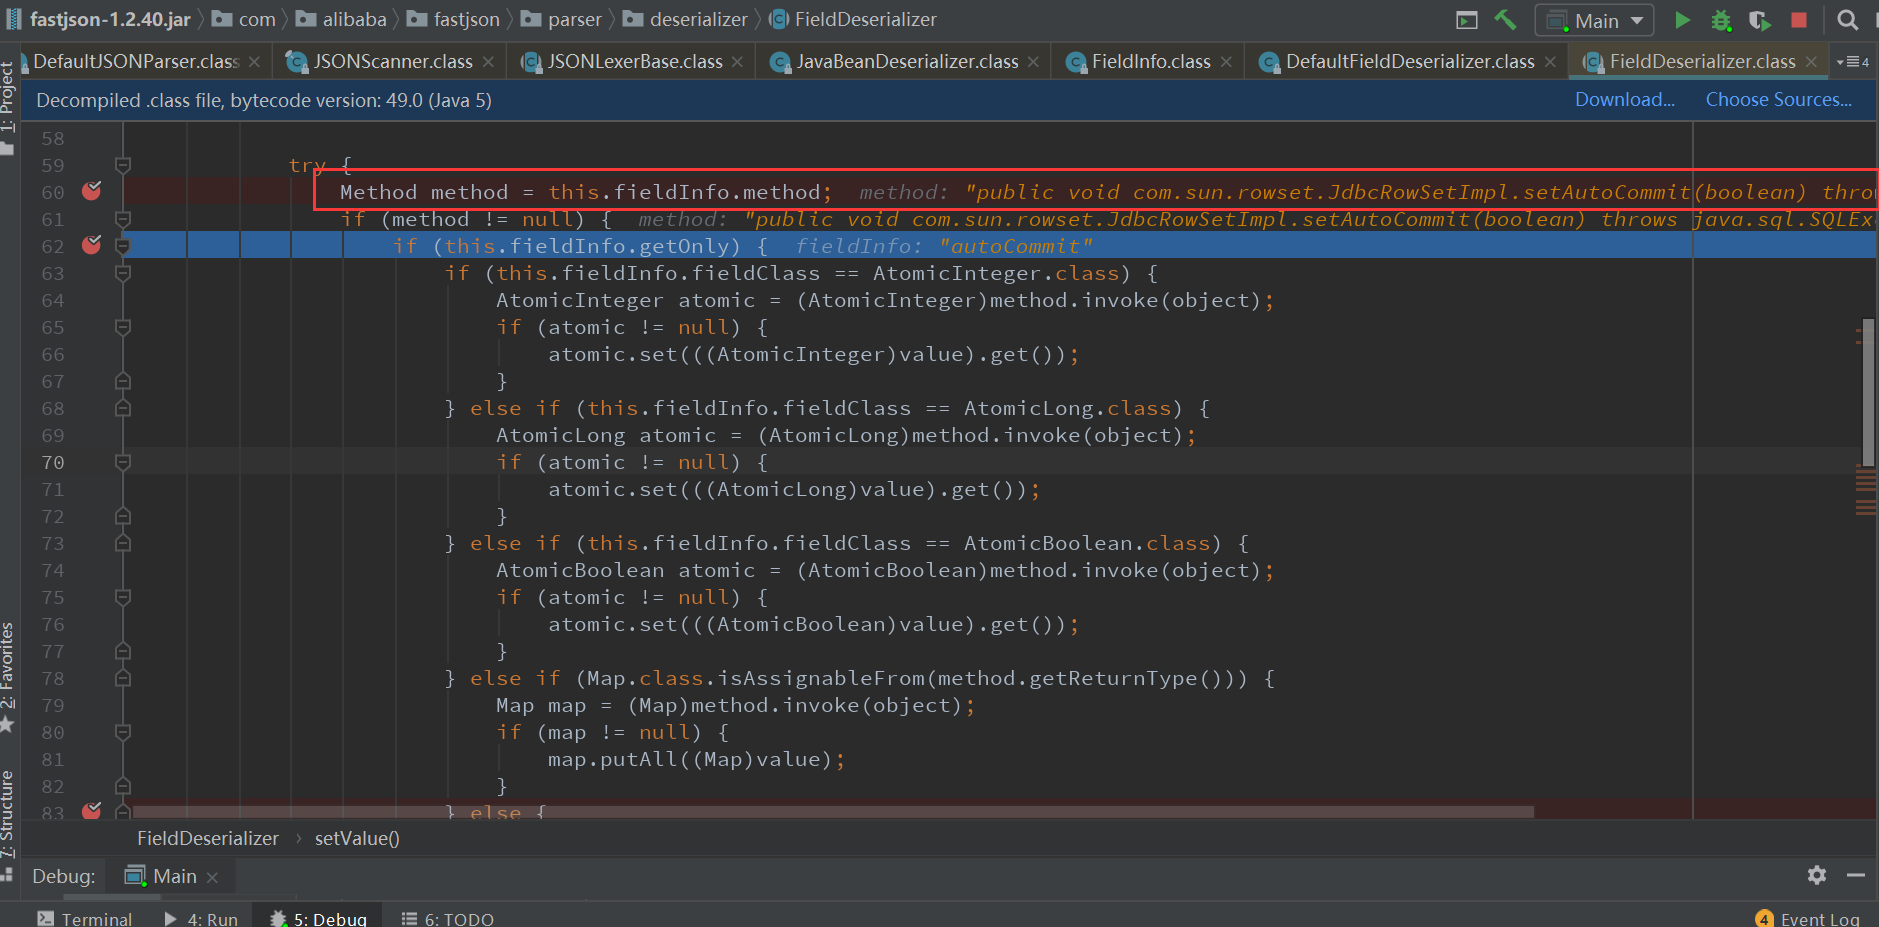 fastjson-1.2.40.jar com alibaba fastjson parser deserializer FieldDeserializer Main
DefaultJSONParser.class JSONScanner.class JSONLexerBase.class JavaBeanDeserializer.class FieldInfo.class DefaultFieldDeserializer.class FieldDeserializer.class 4
Decompiled .class file, bytecode version: 49.0 (Java 5) Download... Choose Sources...
1: Project
58
59 try {
60 Method method = this.fieldInfo.method; method: "public void com.sun.rowset.JdbcRowSetImpl.setAutoCommit(boolean) throw
61 if (method != null) { method: "public void com.sun.rowset.JdbcRowSetImpl.setAutoCommit(boolean) throws java.sql.SQLEx
62 if (this.fieldInfo.getOnly) { fieldInfo: "autoCommit"
63 if (this.fieldInfo.fieldClass == AtomicInteger.class) {
64 AtomicInteger atomic = (AtomicInteger)method.invoke(object);
65 if (atomic != null) {
66 atomic.set(((AtomicInteger)value).get());
67 }
68 } else if (this.fieldInfo.fieldClass == AtomicLong.class) {
69 AtomicLong atomic = (AtomicLong)method.invoke(object);
70 if (atomic != null) {
71 atomic.set(((AtomicLong)value).get());
72 }
73 } else if (this.fieldInfo.fieldClass == AtomicBoolean.class) {
74 AtomicBoolean atomic = (AtomicBoolean)method.invoke(object);
75 if (atomic != null) {
76 atomic.set(((AtomicBoolean)value).get());
77 }
78 } else if (Map.class.isAssignableFrom(method.getReturnType())) {
79 Map map = (Map)method.invoke(object);
80 if (map != null) {
81 map.putAll((Map)value);
82 }
83 } else {
2: Favorites
7: Structure
FieldDeserializer setValue()
Debug: Main
Terminal 4: Run 5: Debug 6: TODO 4 Event Log